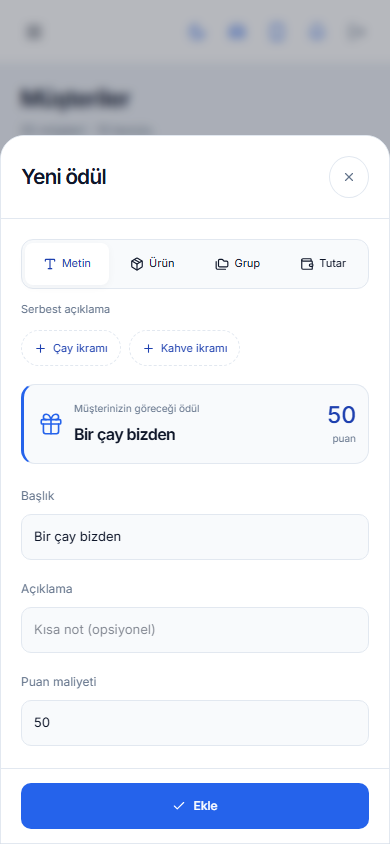 Müşteriler
Yeni ödül
Metin
Ürün
Grup
Tutar
Serbest açıklama
Çay ikramı
Kahve ikramı
Müşterinizin göreceği ödül
Bir çay bizden
50
puan
Başlık
Bir çay bizden
Açıklama
Kısa not (opsiyonel)
Puan maliyeti
50
Ekle